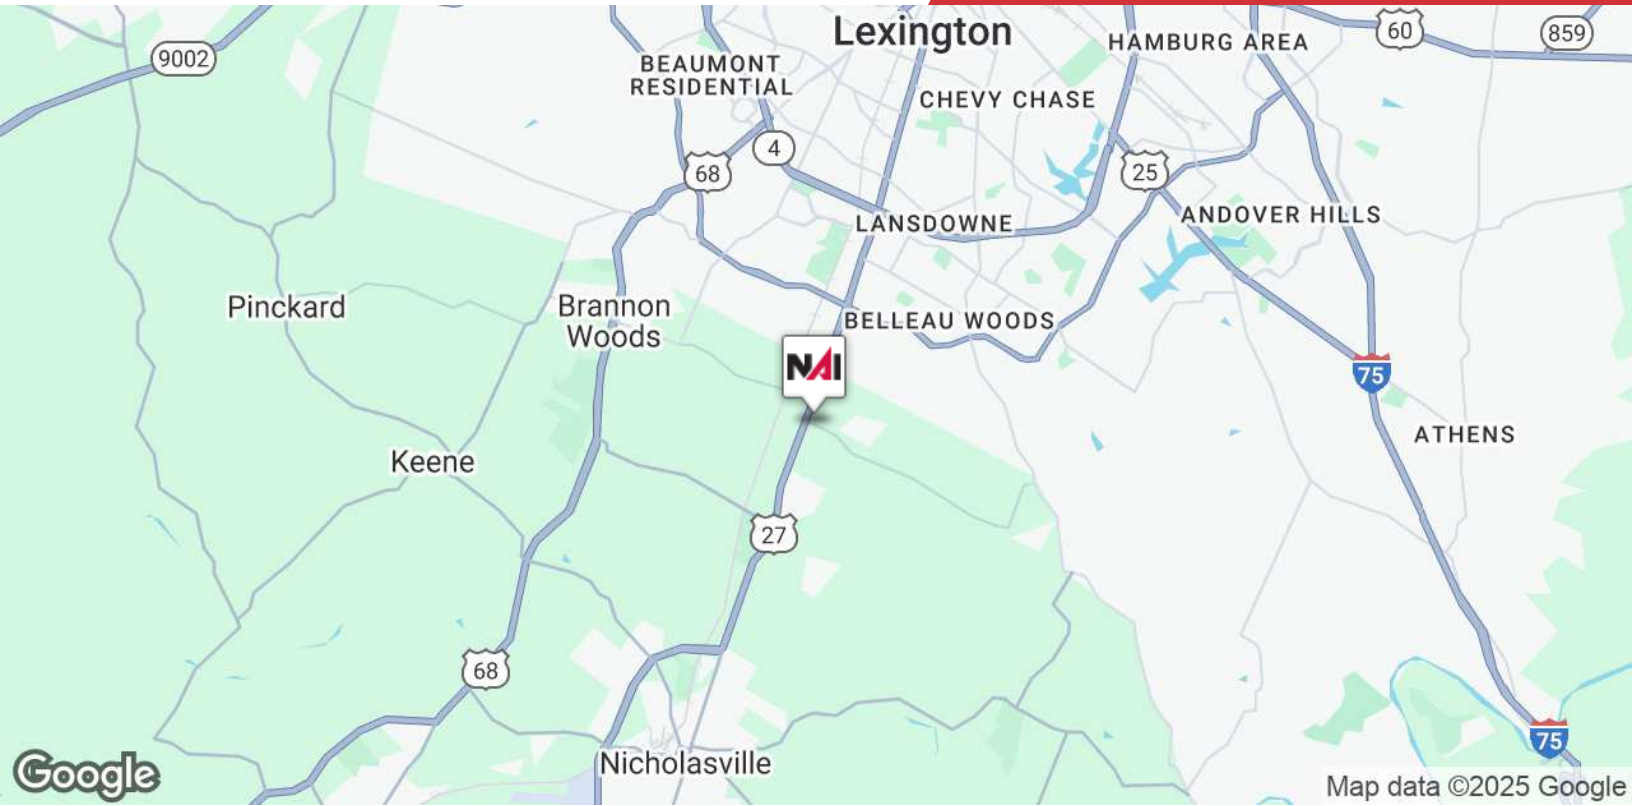 Lexington
60
859
9002
HAMBURG AREA
BEAUMONT
RESIDENTIAL
CHEVY CHASE
4
68
25
LANSDOWNE
ANDOVER HILLS
Pinckard
Brannon
Woods
BELLEAU WOODS
NAI
75
ATHENS
Keene
27
68
75
Nicholasville
Google
Map data ©2025 Google